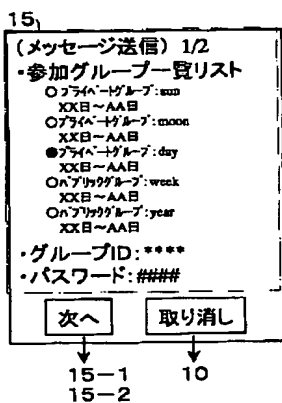 15
(メッセージ送信) 1/2
・参加グループ一覧リスト
○プライベートグループ:sun
XX日~AA日
○プライベートグループ:moon
XX日~AA日
●プライベートグループ:day
XX日~AA日
○パブリックグループ:week
XX日~AA日
○パブリックグループ:year
XX日~AA日
・グループID:****
・パスワード:####
次へ 取り消し
15-1 10
15-2